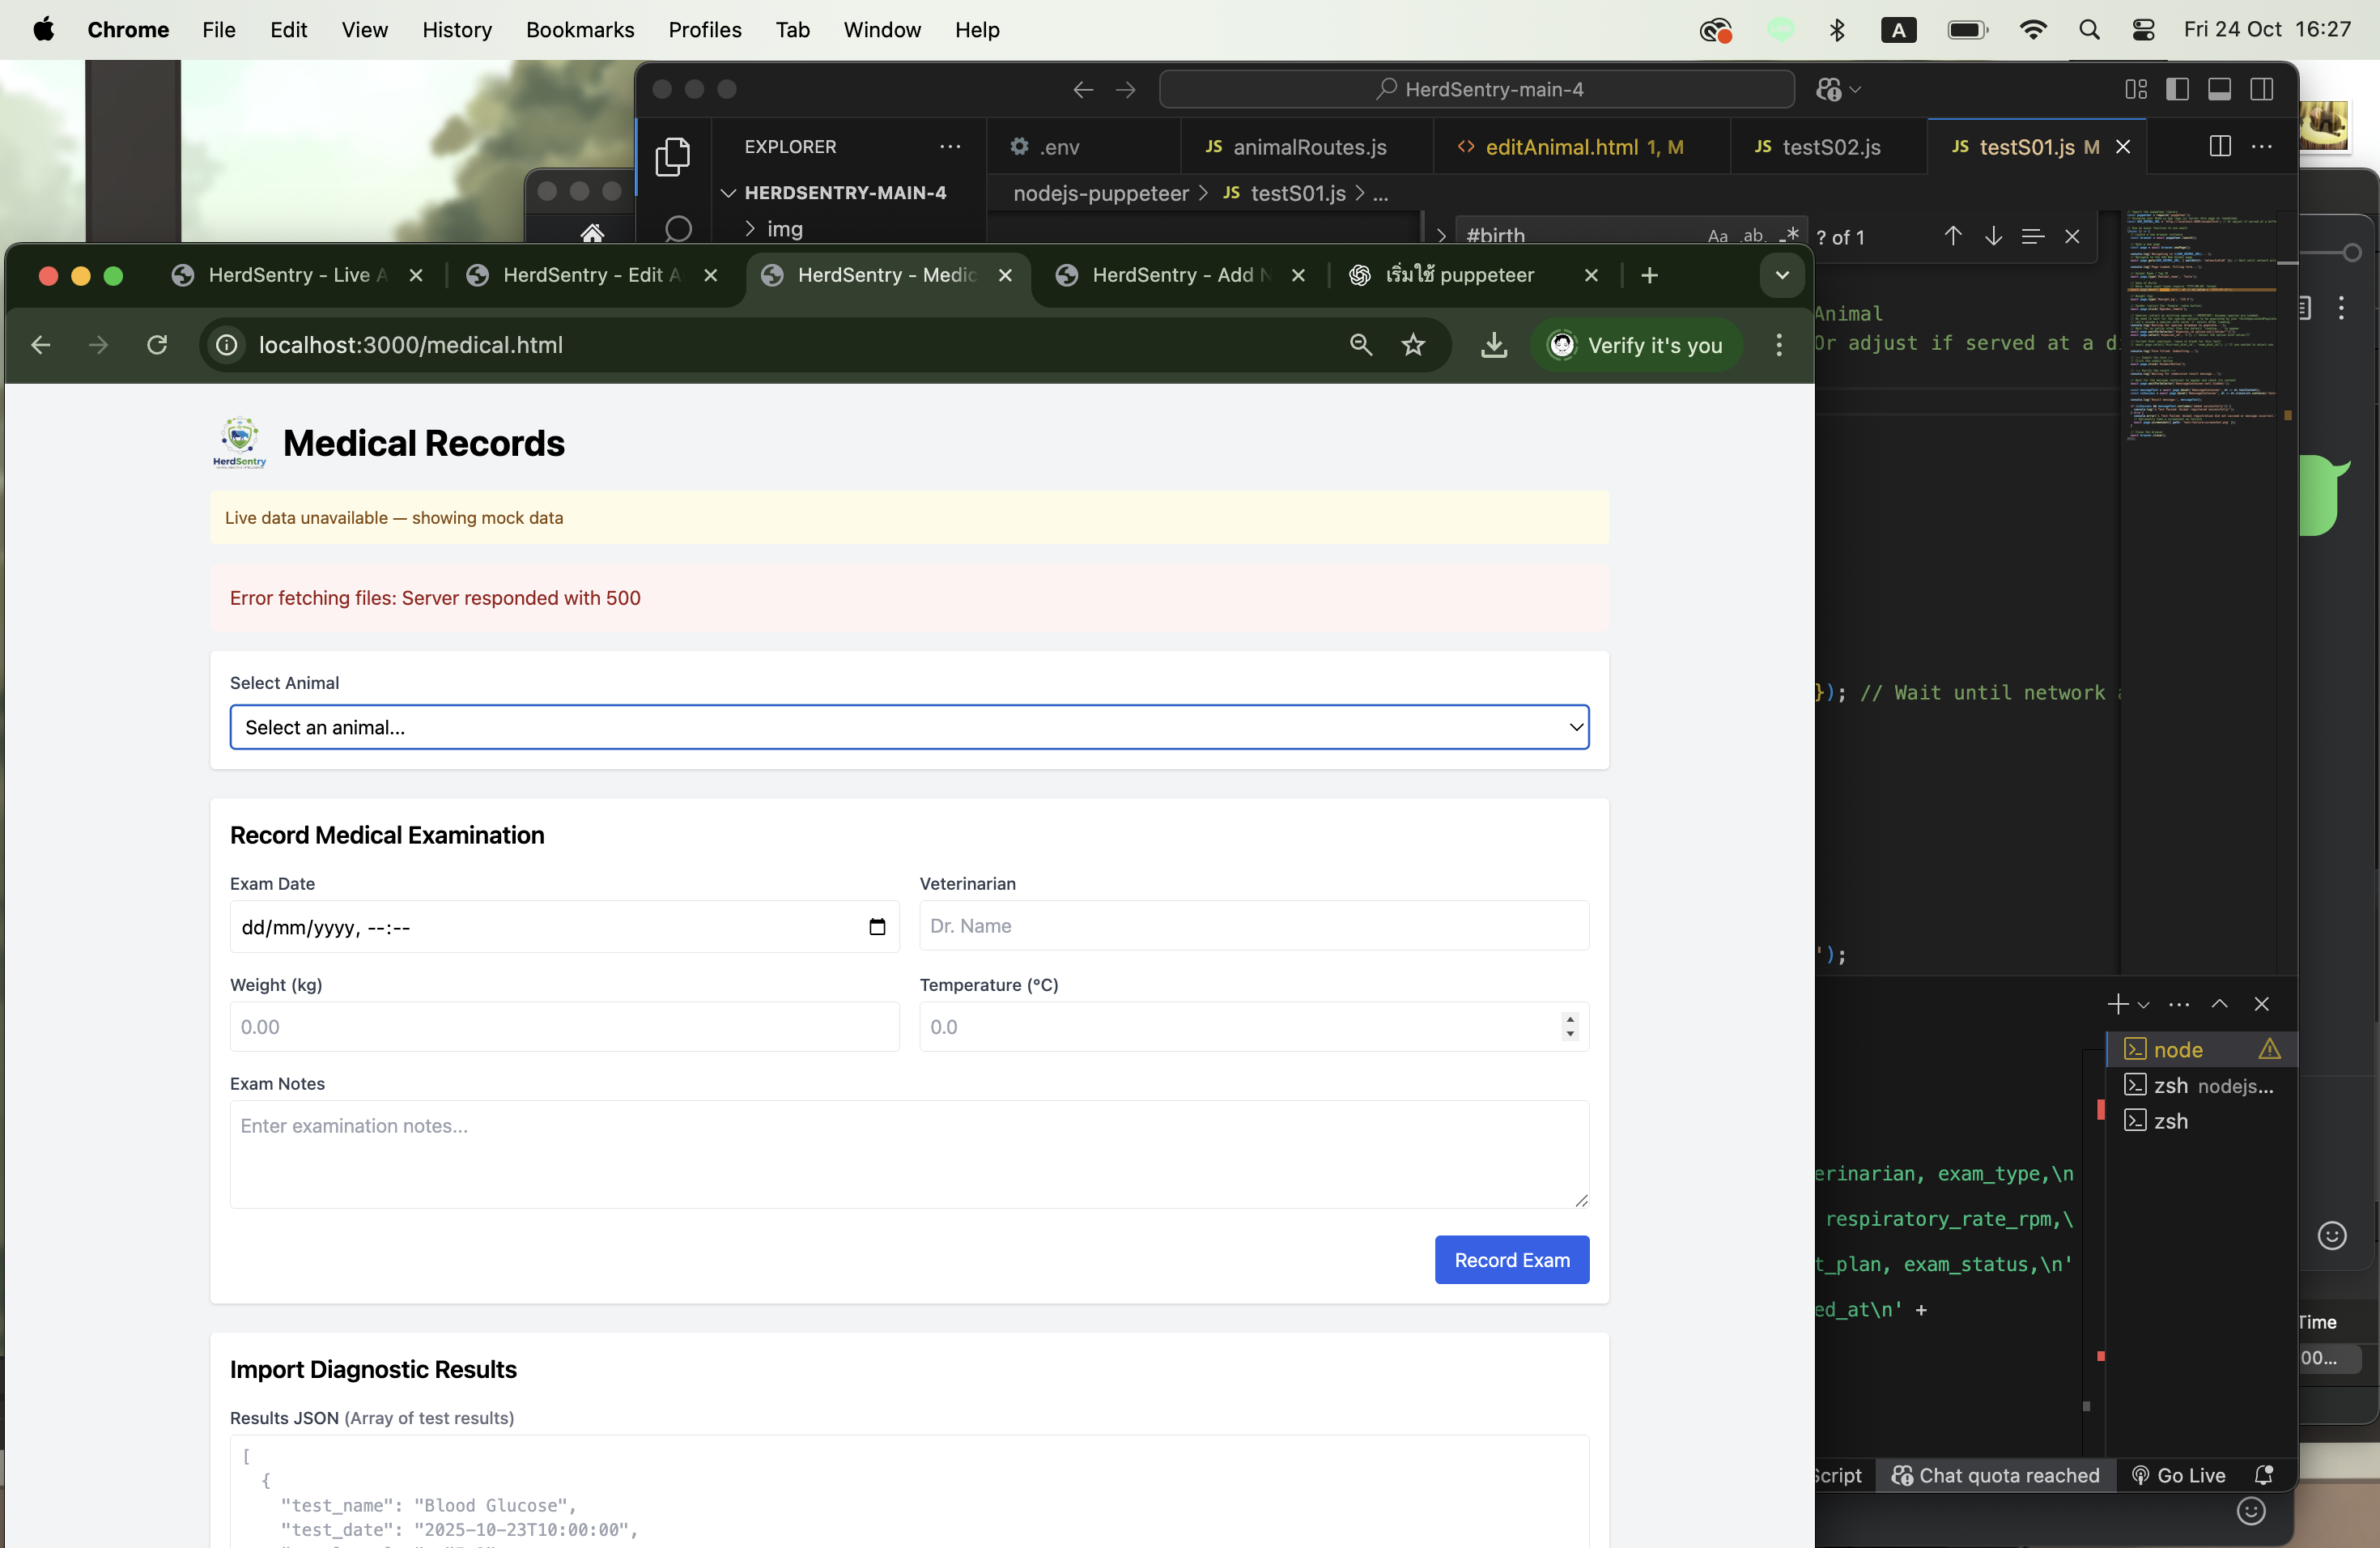 Chrome File Edit View History Bookmarks Profiles Tab Window Help A Fri 24 Oct 16:27
HerdSentry-main-4
EXPLORER .env JS animalRoutes.js editAnimal.html 1, M JS testS02.js JS testS01.js M
HERDSENTRY-MAIN-4 nodejs-puppeteer > JS testS01.js > ...
img #birth Aa ab ? of 1
HerdSentry - Live A HerdSentry - Edit A HerdSentry - Medic HerdSentry - Add N เริ่มใช้ puppeteer
localhost:3000/medical.html Verify it's you
Animal
Or adjust if served at a di
HerdSentry
Medical Records
Live data unavailable — showing mock data
Error fetching files: Server responded with 500
Select Animal
Select an animal...
}); // Wait until network a
Record Medical Examination
Exam Date
dd/mm/yyyy, --:--
Veterinarian
Dr. Name
');
Weight (kg)
0.00
Temperature (°C)
0.0
Exam Notes
Enter examination notes...
Record Exam
node
zsh nodejs...
zsh
erinarian, exam_type,\n
respiratory_rate_rpm,\
t_plan, exam_status,\n'
ed_at\n' +
Time
00...
Import Diagnostic Results
Results JSON (Array of test results)
[
{
"test_name": "Blood Glucose",
"test_date": "2025-10-23T10:00:00",
Script Chat quota reached Go Live